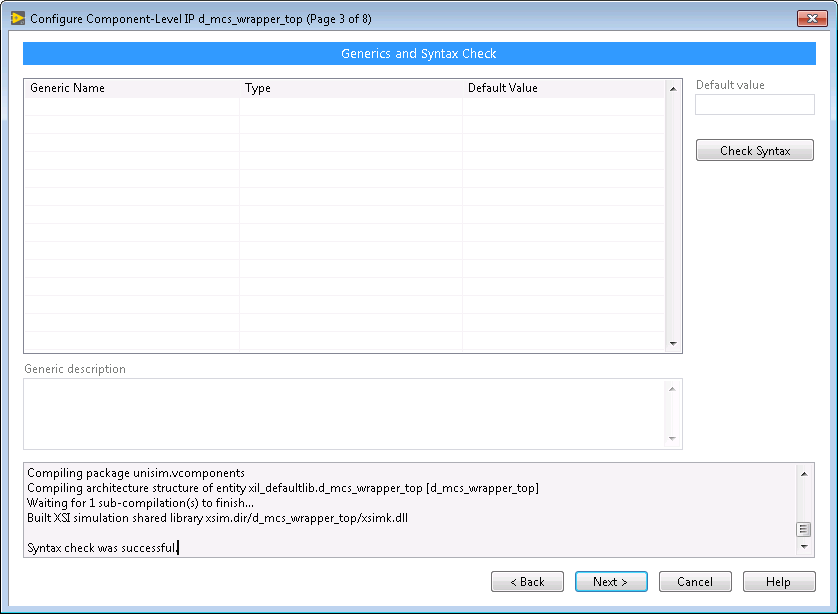 Configure Component-Level IP d_mcs_wrapper_top (Page 3 of 8)
Generics and Syntax Check
Generic Name Type Default Value
Default value
Check Syntax
Generic description
Compiling package unisim.vcomponents
Compiling architecture structure of entity xil_defaultlib.d_mcs_wrapper_top [d_mcs_wrapper_top]
Waiting for 1 sub-compilation(s) to finish...
Built XSI simulation shared library xsim.dir/d_mcs_wrapper_top/xsimk.dll
Syntax check was successful.
< Back Next > Cancel Help